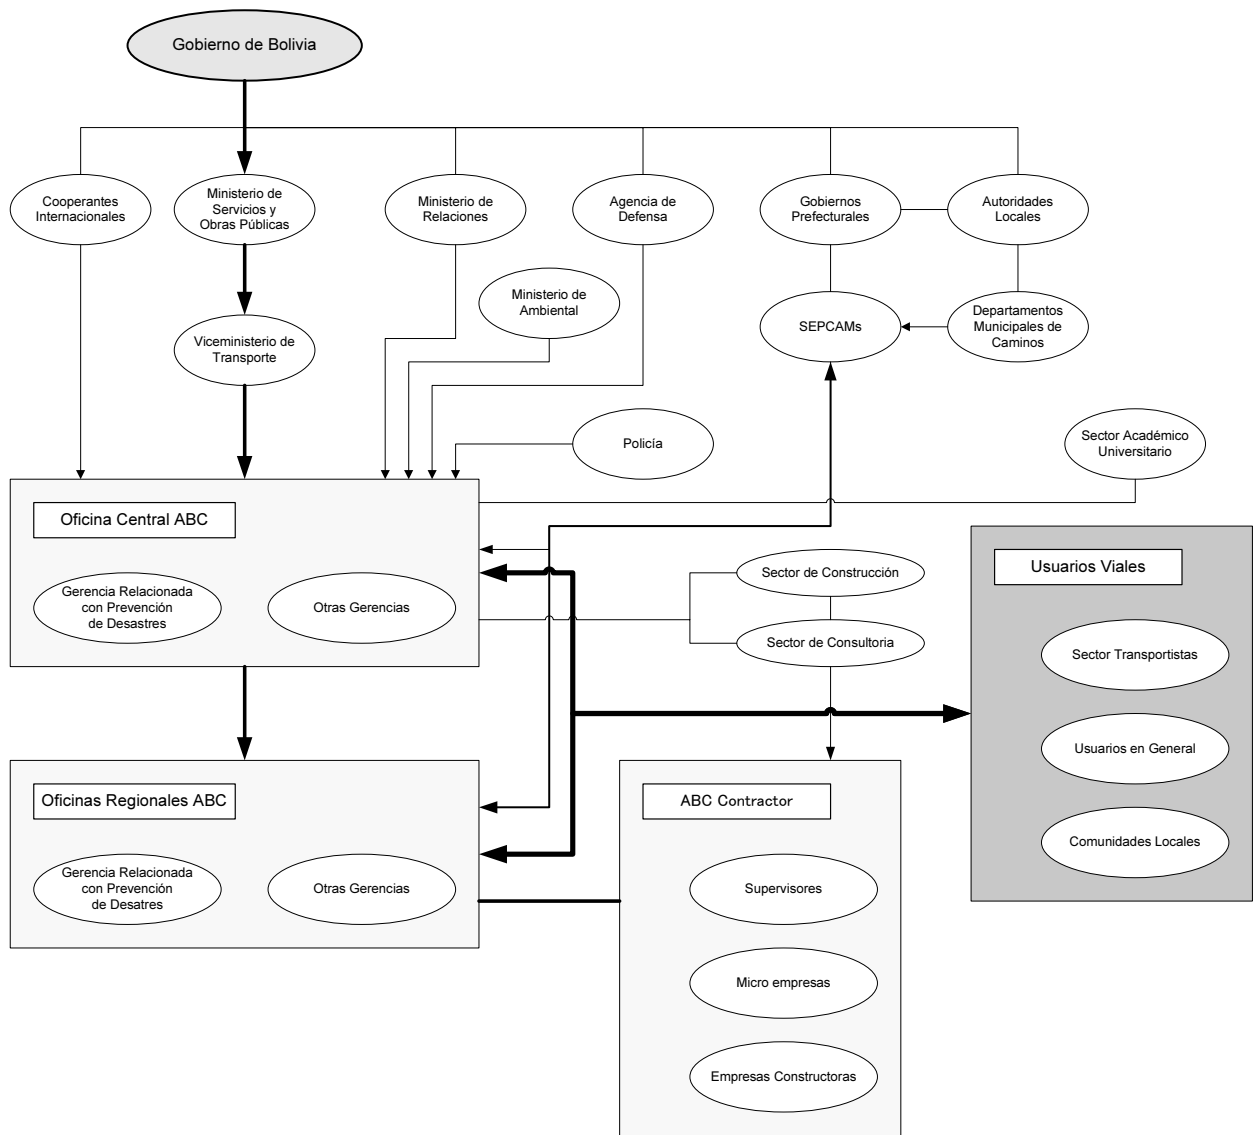 Gobierno de Bolivia
Cooperantes
Internacionales
Ministerio de
Servicios y
Obras Públicas
Ministerio de
Relaciones
Agencia de
Defensa
Gobiernos
Prefecturales
Autoridades
Locales
Ministerio de
Ambiental
Viceministerio de
Transporte
SEPCAMs
Departamentos
Municipales de
Caminos
Policía
Sector Académico
Universitario
Oficina Central ABC
Gerencia Relacionada
con Prevención
de Desastres
Otras Gerencias
Sector de Construcción
Sector de Consultoria
Usuarios Viales
Sector Transportistas
Usuarios en General
Comunidades Locales
Oficinas Regionales ABC
Gerencia Relacionada
con Prevención
de Desatres
Otras Gerencias
ABC Contractor
Supervisores
Micro empresas
Empresas Constructoras